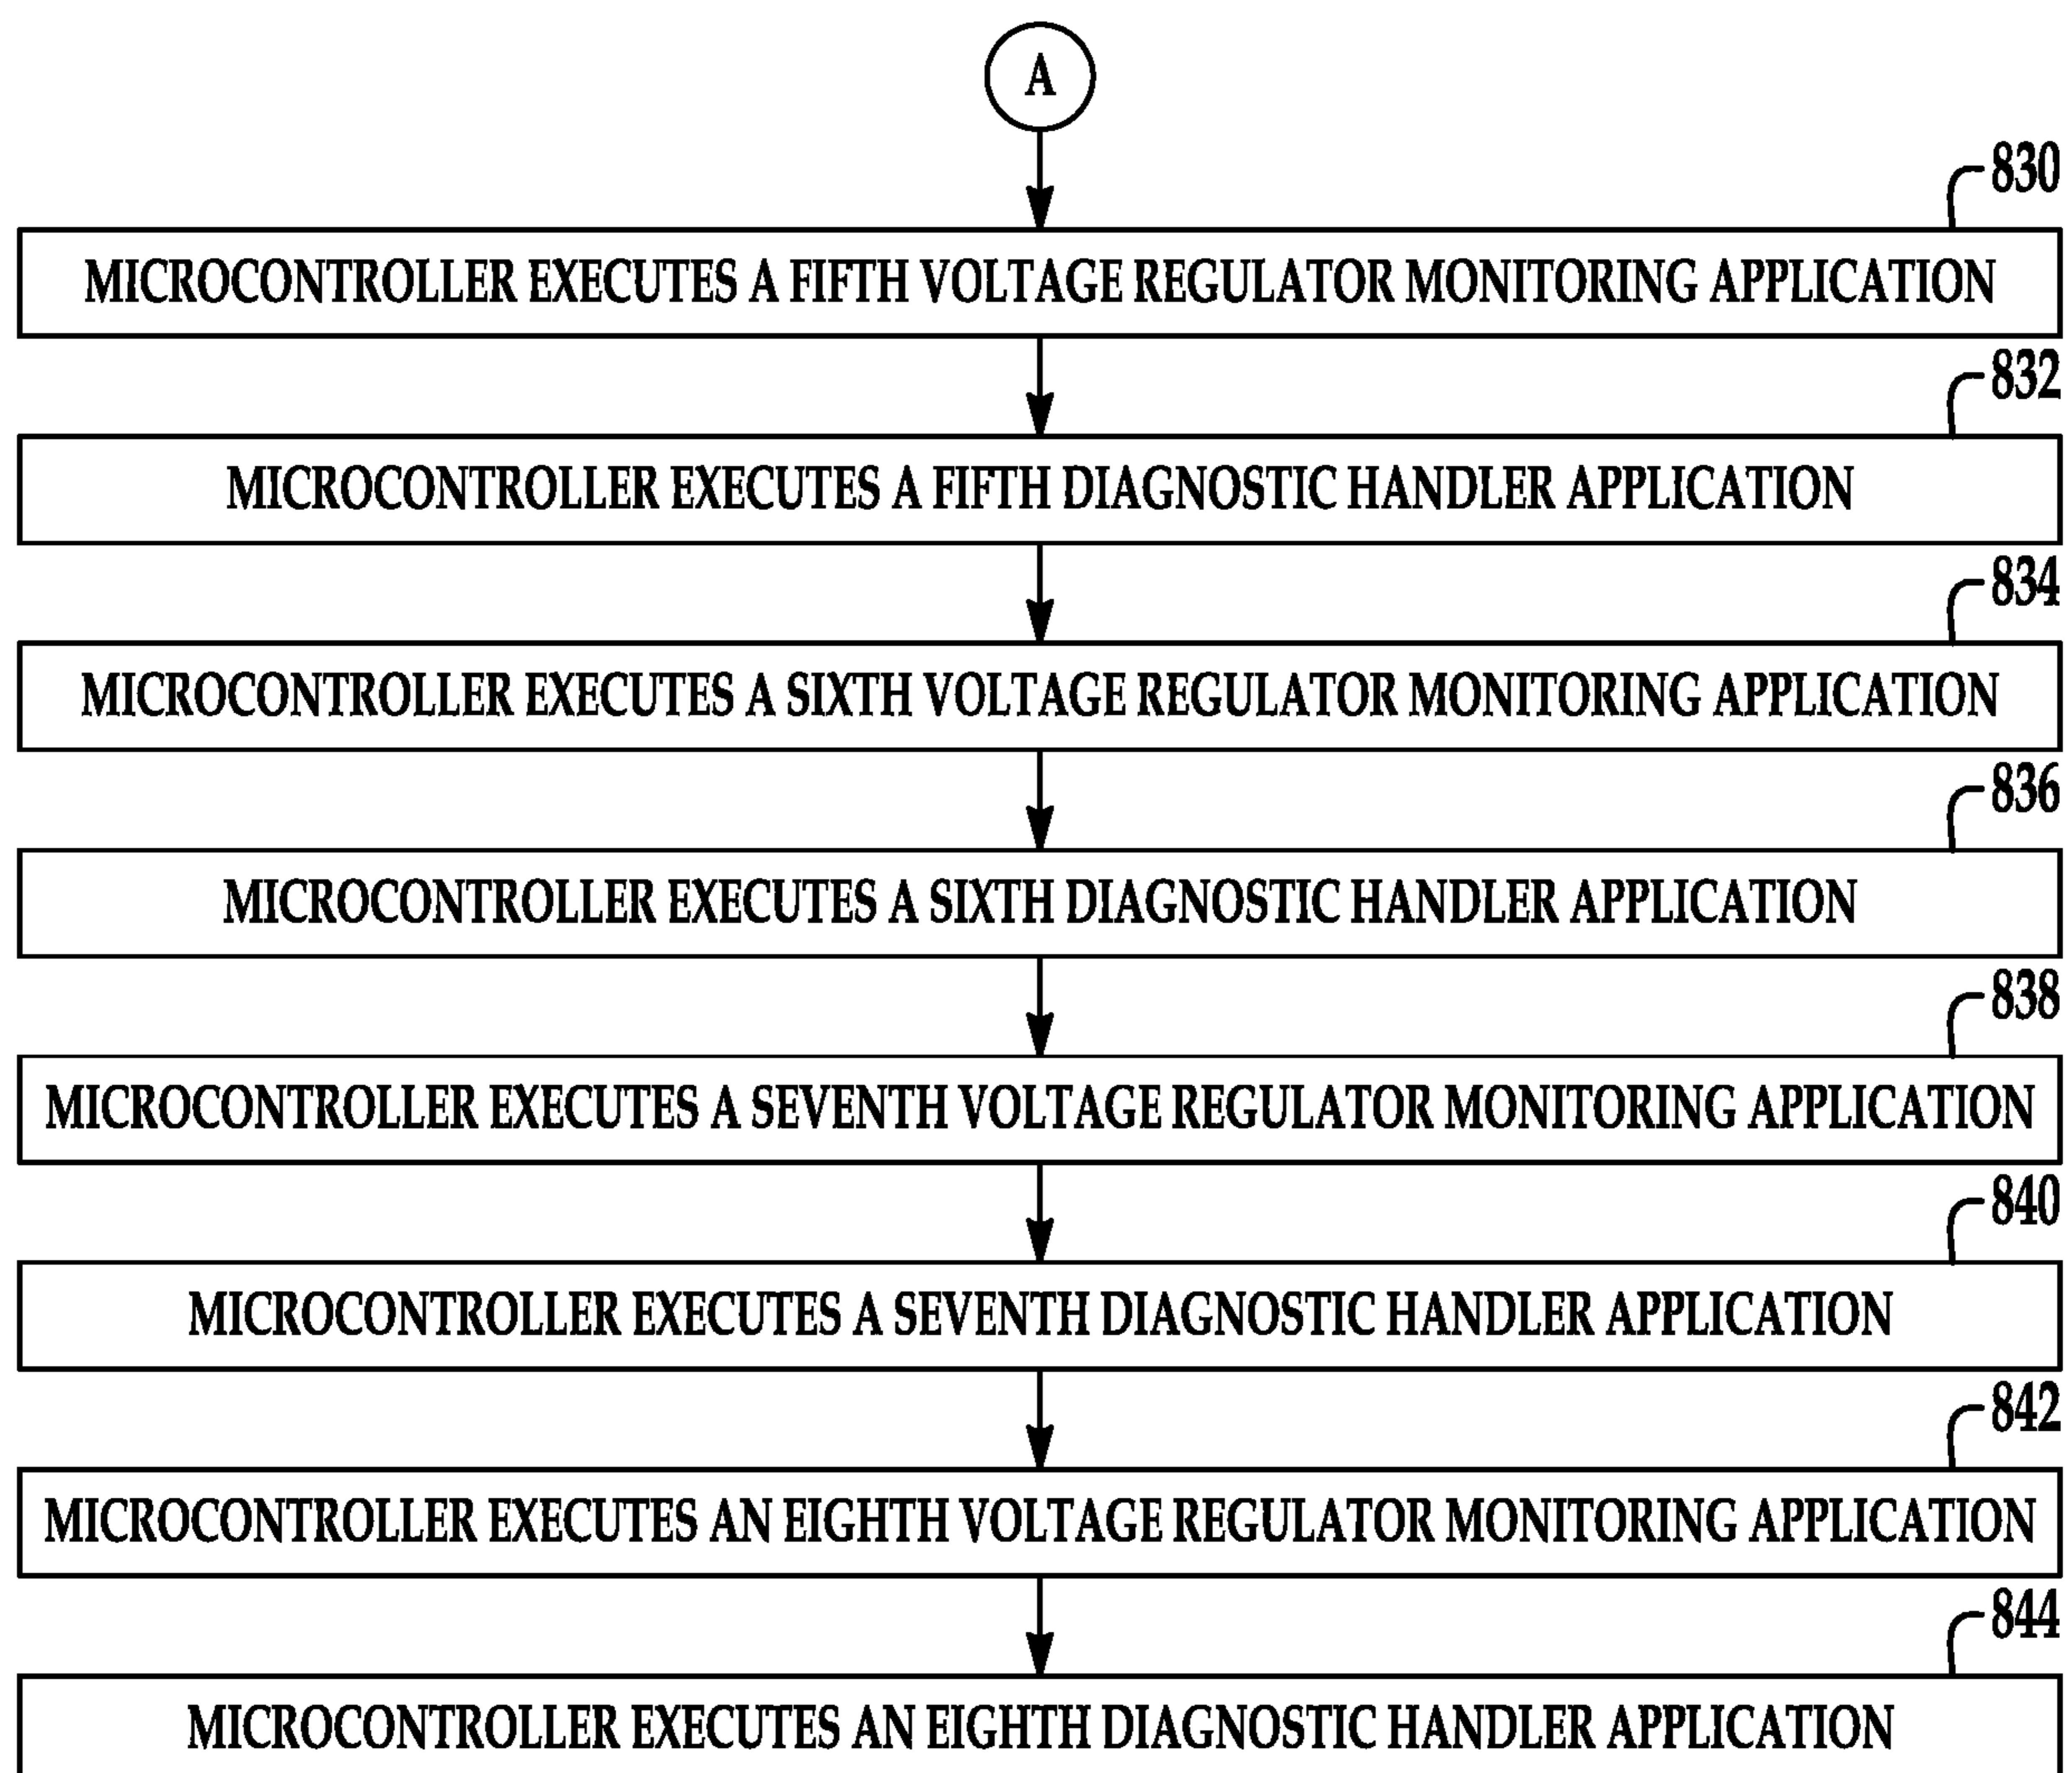 A
830
MICROCONTROLLER EXECUTES A FIFTH VOLTAGE REGULATOR MONITORING APPLICATION
832
MICROCONTROLLER EXECUTES A FIFTH DIAGNOSTIC HANDLER APPLICATION
834
MICROCONTROLLER EXECUTES A SIXTH VOLTAGE REGULATOR MONITORING APPLICATION
836
MICROCONTROLLER EXECUTES A SIXTH DIAGNOSTIC HANDLER APPLICATION
838
MICROCONTROLLER EXECUTES A SEVENTH VOLTAGE REGULATOR MONITORING APPLICATION
840
MICROCONTROLLER EXECUTES A SEVENTH DIAGNOSTIC HANDLER APPLICATION
842
MICROCONTROLLER EXECUTES AN EIGHTH VOLTAGE REGULATOR MONITORING APPLICATION
844
MICROCONTROLLER EXECUTES AN EIGHTH DIAGNOSTIC HANDLER APPLICATION